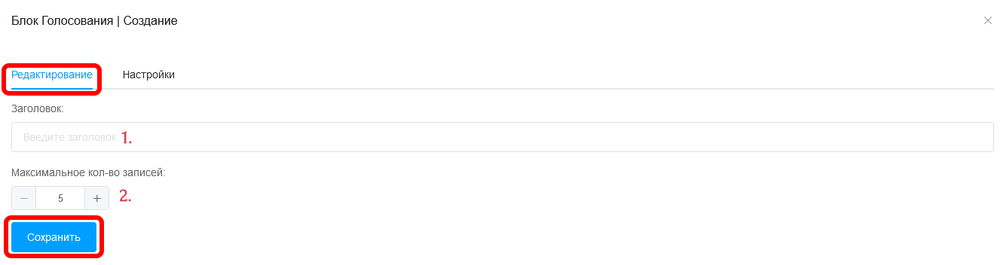 Блок Голосования | Создание
Редактирование Настройки
Заголовок:
Введите заголовок 1.
Максимальное кол-во записей:
− 5 + 2.
Сохранить